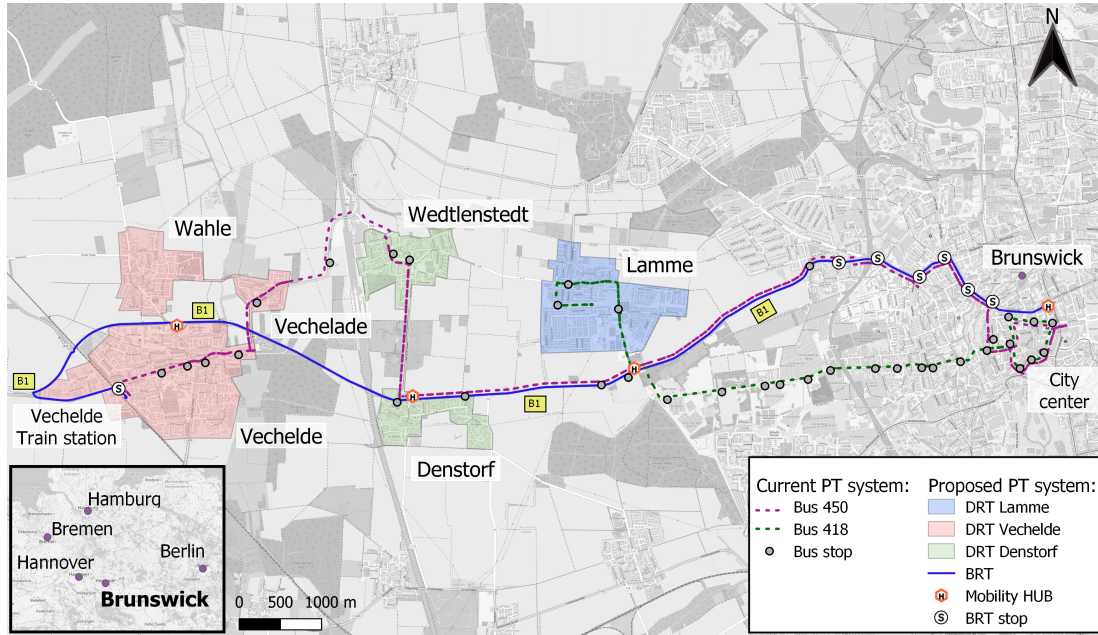 N
Wedtlenstedt
Wahle
Lamme
Brunswick
B1
Vechelade
B1
B1
B1
Vechelde
Train station
Vechelde
Denstorf
City
center
Hamburg
Bremen
Hannover
Berlin
Brunswick
0 500 1000 m
Current PT system:
Bus 450
Bus 418
Bus stop
Proposed PT system:
DRT Lamme
DRT Vechelde
DRT Denstorf
BRT
H Mobility HUB
S BRT stop